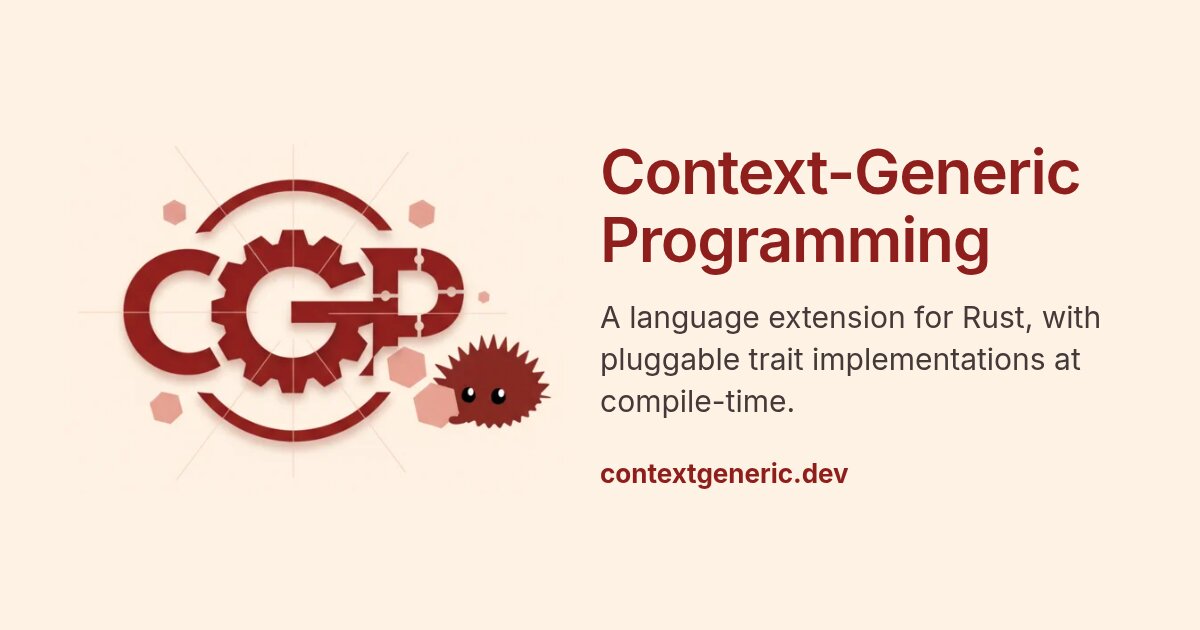 CGP
Context-Generic
Programming
A language extension for Rust, with
pluggable trait implementations at
compile-time.
contextgeneric.dev